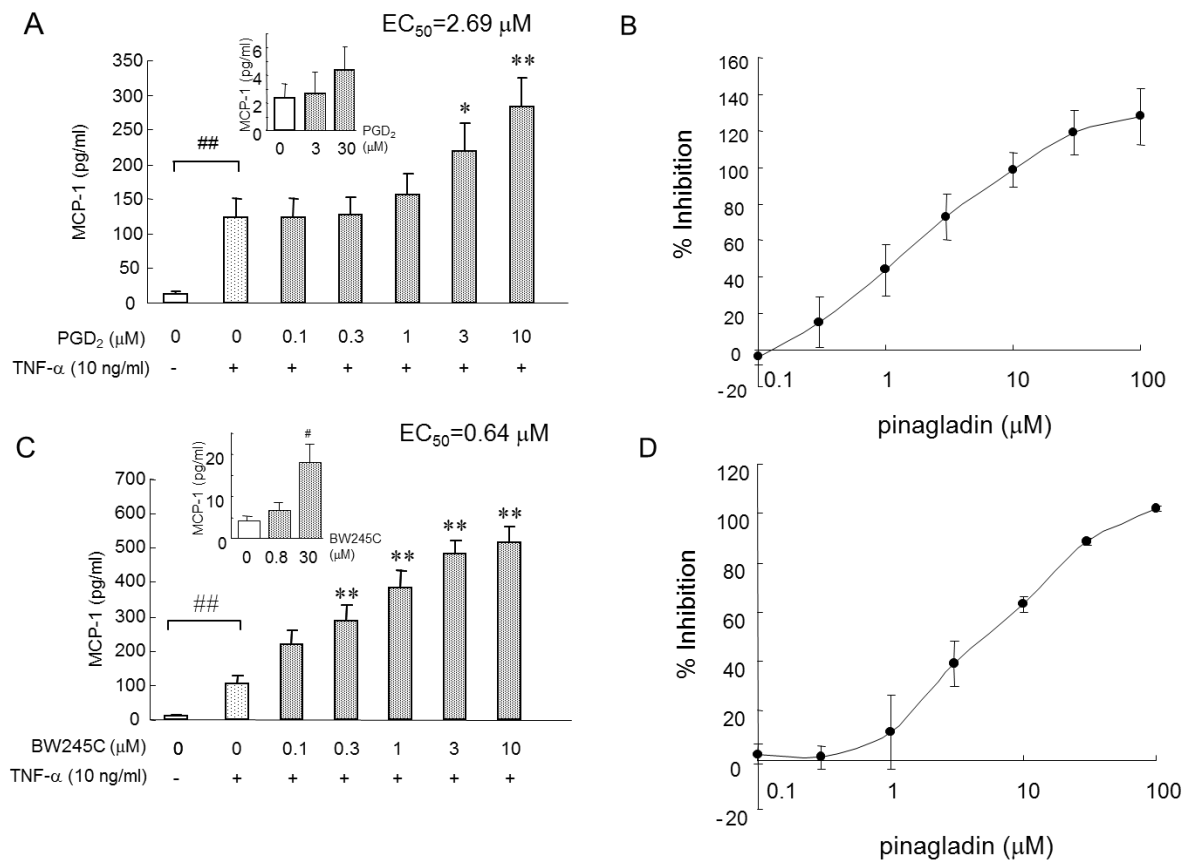 A
EC50=2.69 μM
MCP-1 (pg/ml)
350
300
250
200
150
100
50
0
MCP-1 (pg/ml)
6
4
2
0
0 3 30
PGD2
(μM)
##
*
**
PGD2 (μM) 0 0 0.1 0.3 1 3 10
TNF-α (10 ng/ml) - + + + + + +
B
% Inhibition
160
140
120
100
80
60
40
20
0
-20
0.1 1 10 100
pinagladin (μM)
C
EC50=0.64 μM
MCP-1 (pg/ml)
700
600
500
400
300
200
100
0
MCP-1 (pg/ml)
20
10
0
#
0 0.8 30
BW245C
(μM)
##
**
**
**
**
BW245C (μM) 0 0 0.1 0.3 1 3 10
TNF-α (10 ng/ml) - + + + + + +
D
% Inhibition
120
100
80
60
40
20
0
-20
0.1 1 10 100
pinagladin (μM)